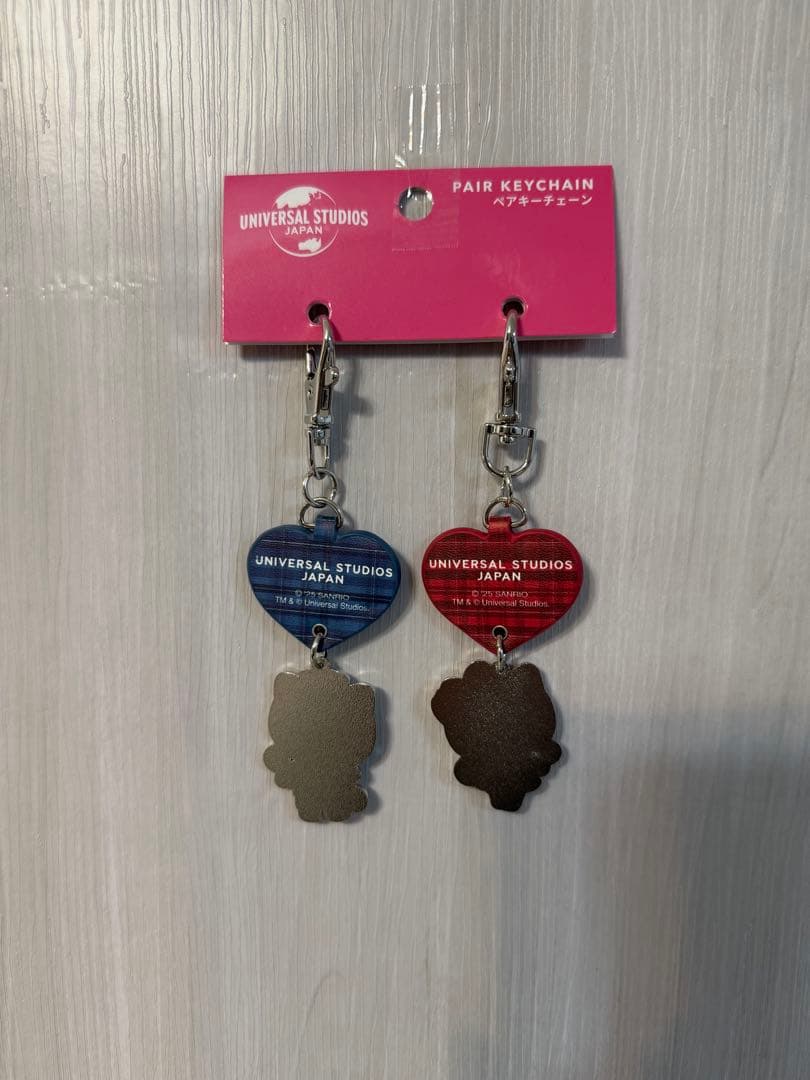 UNIVERSAL STUDIOS
JAPAN
PAIR KEYCHAIN
ペアキーチェーン
UNIVERSAL STUDIOS
JAPAN
© '25 SANRIO
TM & © Universal Studios.
UNIVERSAL STUDIOS
JAPAN
© '25 SANRIO
TM & © Universal Studios.